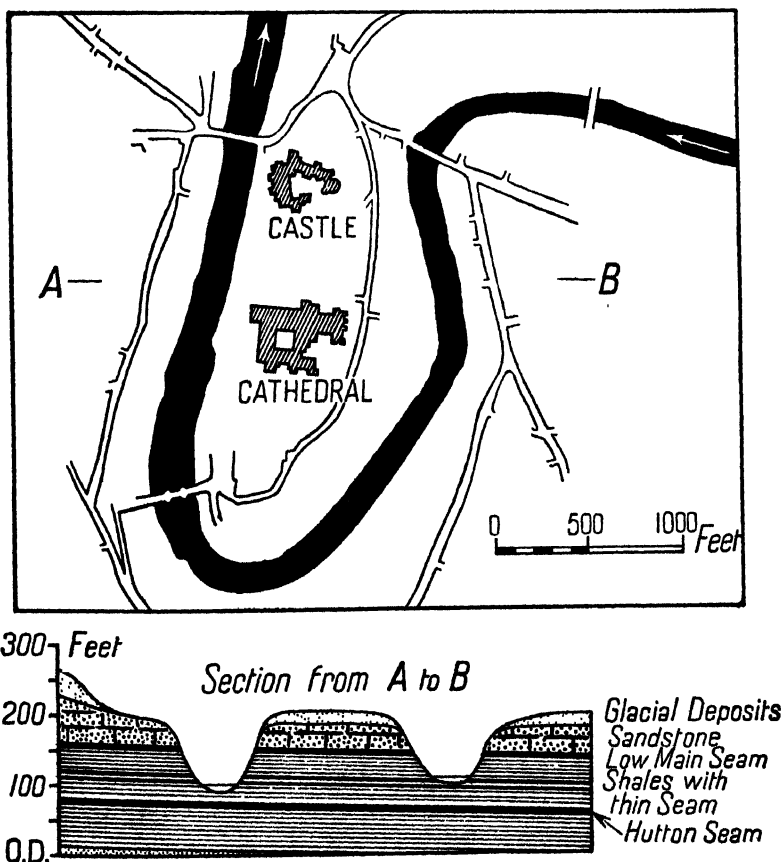 CASTLE
A
B
CATHEDRAL
0 500 1000 Feet
300 Feet
Section from A to B
200
100
O.D.
Glacial Deposits
Sandstone
Low Main Seam
Shales with
thin Seam
Hutton Seam